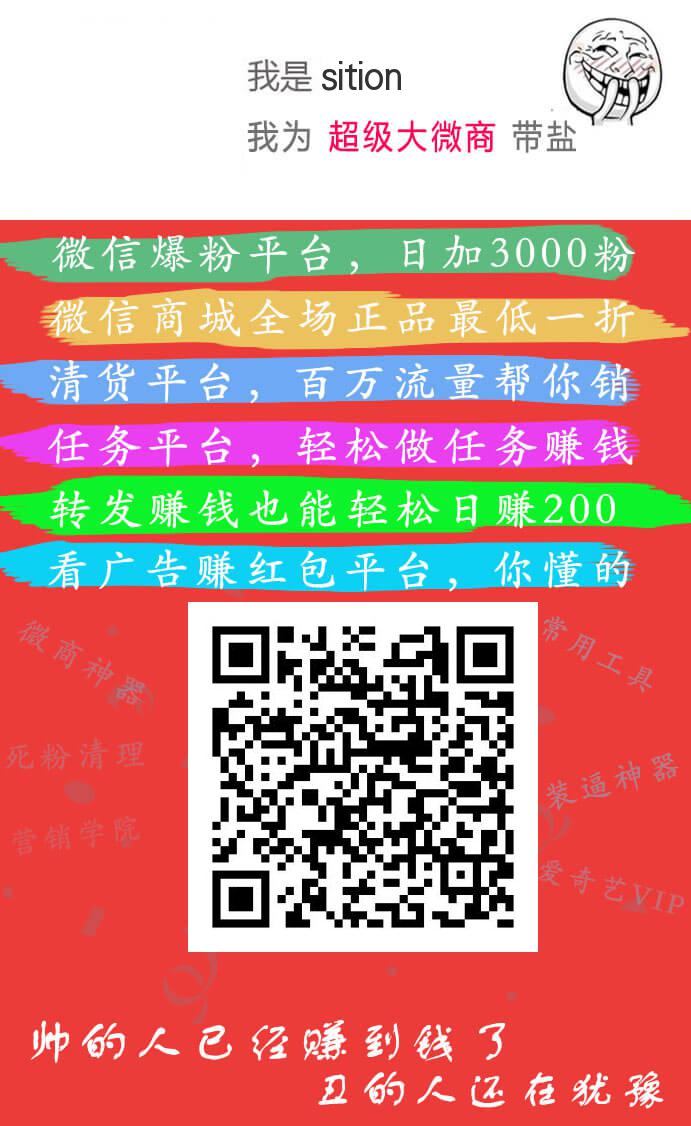 我是 sition
我为 超级大微商 带盐
微信爆粉平台，日加3000粉
微信商城全场正品最低一折
清货平台，百万流量帮你销
任务平台，轻松做任务赚钱
转发赚钱也能轻松日赚200
看广告赚红包平台，你懂的
微商神器
常用工具
死粉清理
装逼神器
营销学院
爱奇艺VIP
帅的人已经赚到钱了
丑的人还在犹豫